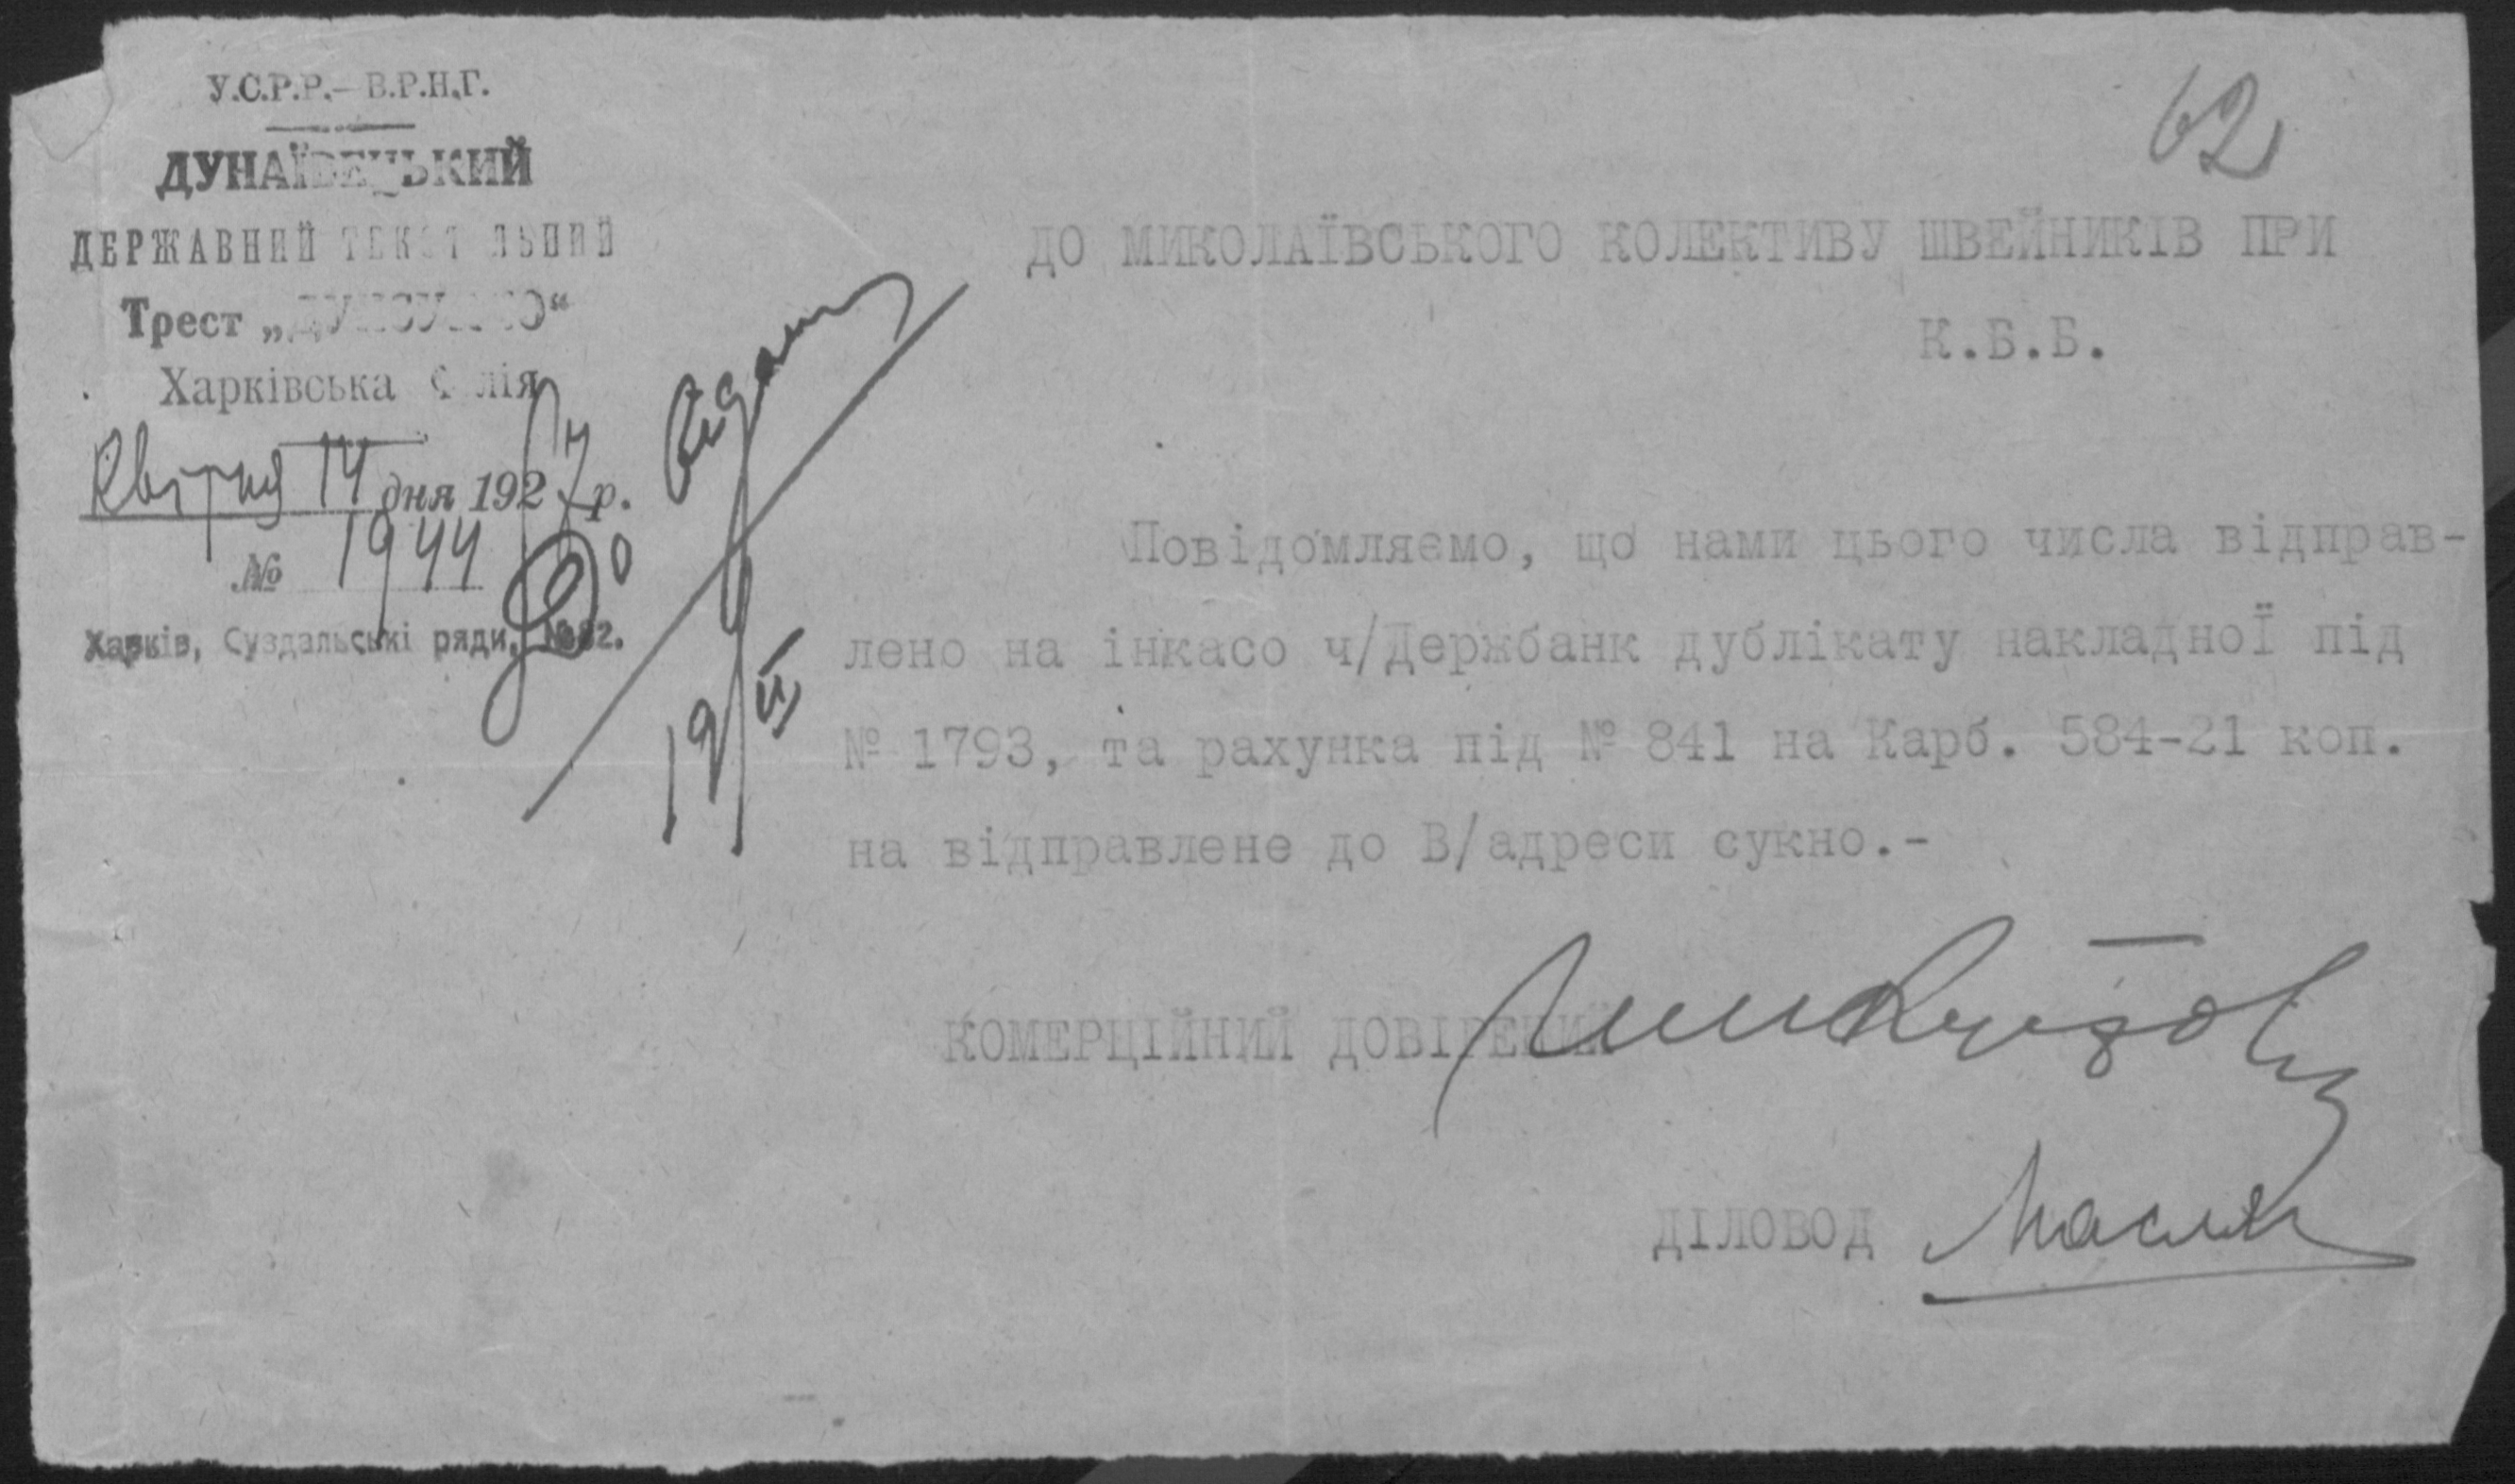 У.С.Р.Р.– В.Р.Н.Г.
ДУНАЇВЕЦЬКИЙ
ДЕРЖАВНИЙ ТЕКСТИЛЬНИЙ
Трест „ДУНСУКНО“
Харківська Філія
Квітня 14 дня 1927 р.
№ 1944
Харків, Суздальські ряди, №82.
62
ДО МИКОЛАЇВСЬКОГО КОЛЕКТИВУ ШВЕЙНИКІВ ПРИ
К.Б.Б.
Повідомляємо, що нами цього числа відправ-
лено на інкасо ч/Держбанк дублікату накладної під
№ 1793, та рахунка під № 841 на Карб. 584-21 коп.
на відправлене до В/адреси сукно.-
КОМЕРЦІЙНИЙ ДОВІРЕНИЙ
ДІЛОВОД